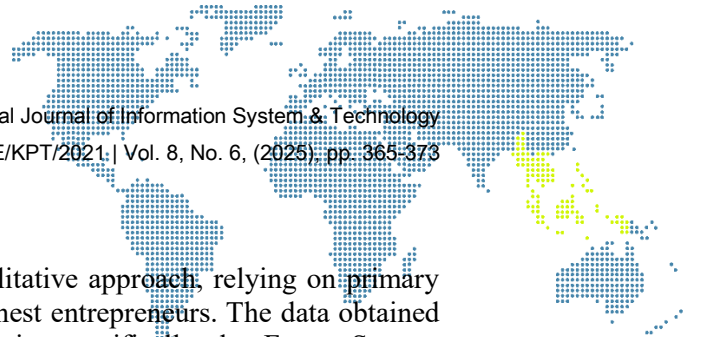 al Journal of Information System & Technology
E/KPT/2021 | Vol. 8, No. 6, (2025), pp. 365-373
litative approach, relying on primary
nest entrepreneurs. The data obtained